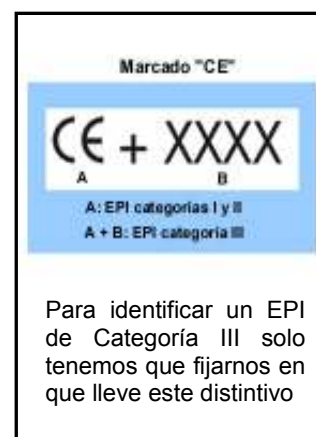 Marcado "CE"
CE + XXXX
A B
A: EPI categorías I y II
A + B: EPI categoría III
Para identificar un EPI
de Categoría III solo
tenemos que fijarnos en
que lleve este distintivo